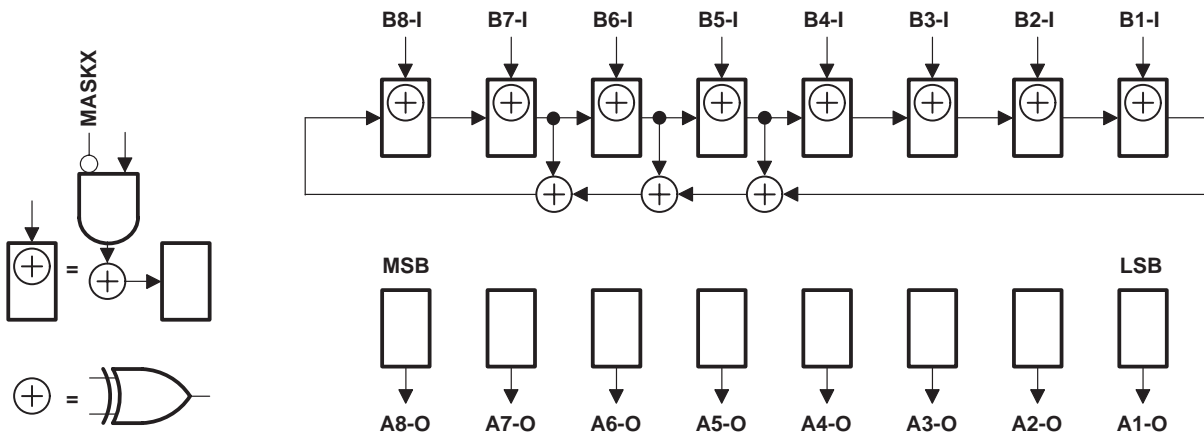 B8-I B7-I B6-I B5-I B4-I B3-I B2-I B1-I
MASKX
=
=
MSB LSB
A8-O A7-O A6-O A5-O A4-O A3-O A2-O A1-O